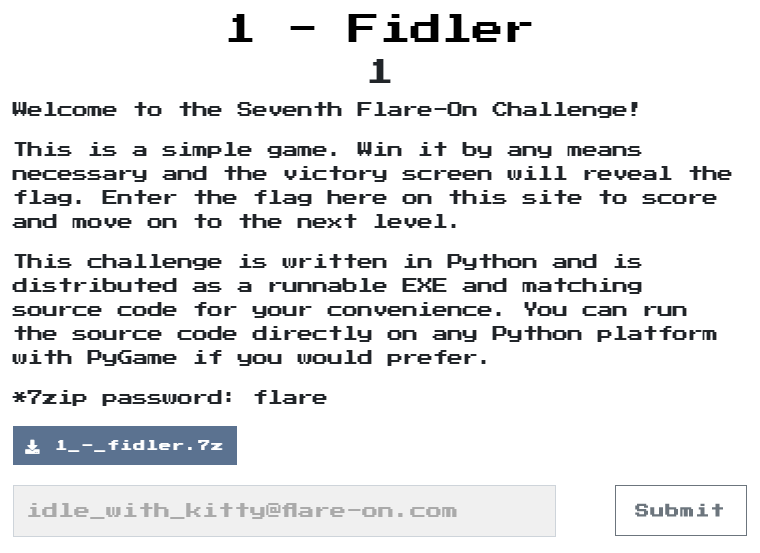 1 - Fidler
1
Welcome to the Seventh Flare-On Challenge!
This is a simple game. Win it by any means
necessary and the victory screen will reveal the
flag. Enter the flag here on this site to score
and move on to the next level.
This challenge is written in Python and is
distributed as a runnable EXE and matching
source code for your convenience. You can run
the source code directly on any Python platform
with PyGame if you would prefer.
*7zip password: flare
1_-_fidler.7z
idle_with_kitty@flare-on.com
Submit